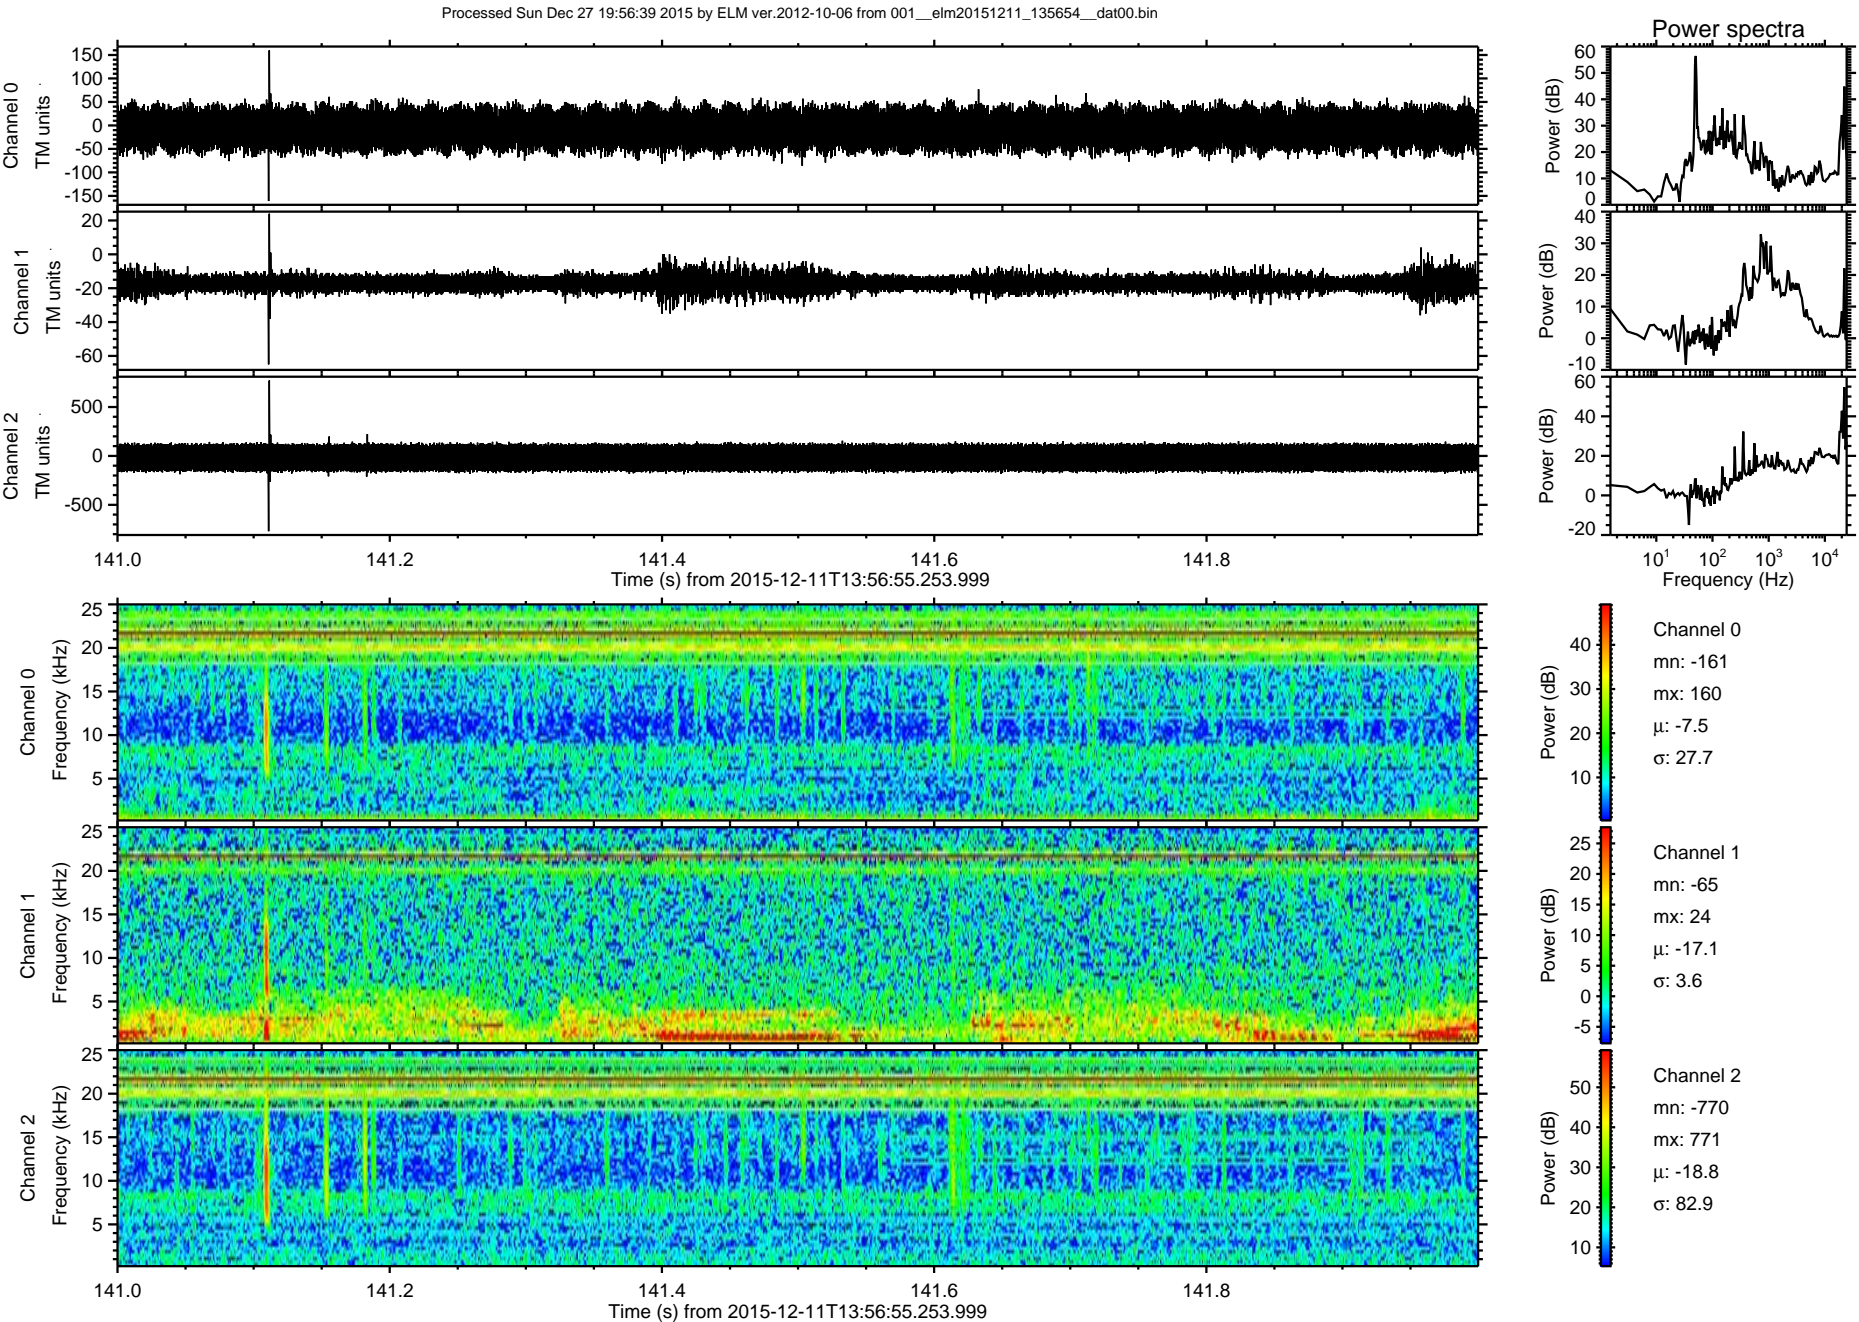 Processed Sun Dec 27 19:56:39 2015 by ELM ver.2012-10-06 from 001__elm20151211_135654__dat00.bin
Power spectra
Channel 0
TM units
150
100
50
0
-50
-100
-150
Power (dB)
60
50
40
30
20
10
0
Channel 1
TM units
20
0
-20
-40
-60
Power (dB)
40
30
20
10
0
-10
Channel 2
TM units
500
0
-500
Power (dB)
60
40
20
0
-20
141.0 141.2 141.4 141.6 141.8
Time (s) from 2015-12-11T13:56:55.253.999
10^1 10^2 10^3 10^4
Frequency (Hz)
Channel 0
Frequency (kHz)
25
20
15
10
5
Power (dB)
40
30
20
10
Channel 0
mn: -161
mx: 160
μ: -7.5
σ: 27.7
Channel 1
Frequency (kHz)
25
20
15
10
5
Power (dB)
25
20
15
10
5
0
-5
Channel 1
mn: -65
mx: 24
μ: -17.1
σ: 3.6
Channel 2
Frequency (kHz)
25
20
15
10
5
Power (dB)
50
40
30
20
10
Channel 2
mn: -770
mx: 771
μ: -18.8
σ: 82.9
141.0 141.2 141.4 141.6 141.8
Time (s) from 2015-12-11T13:56:55.253.999